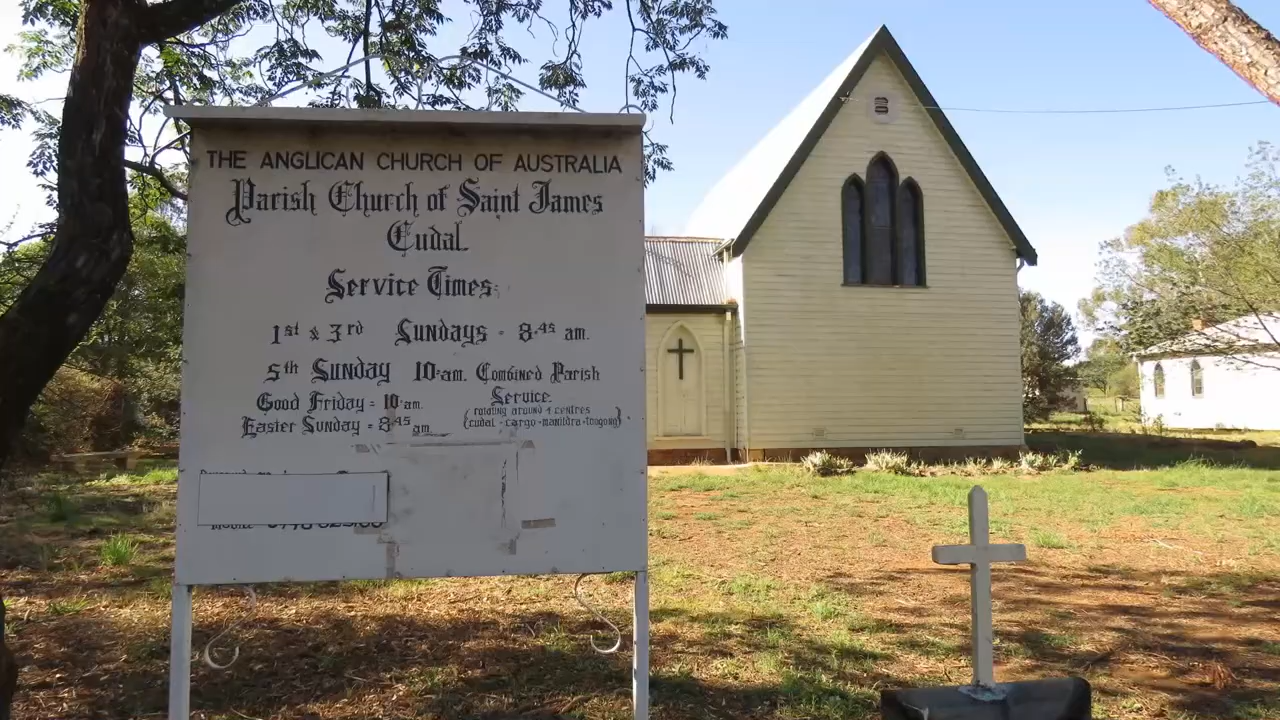 THE ANGLICAN CHURCH OF AUSTRALIA
Parish Church of Saint James
Cudal
Service Times
1st & 3rd Sundays - 8.45 am.
5th Sunday 10.am. Combined Parish
Service.
Good Friday - 10.am.
rotating around 4 centres
Easter Sunday - 8.45 am.
{cudal - cargo - manildra - toogong}